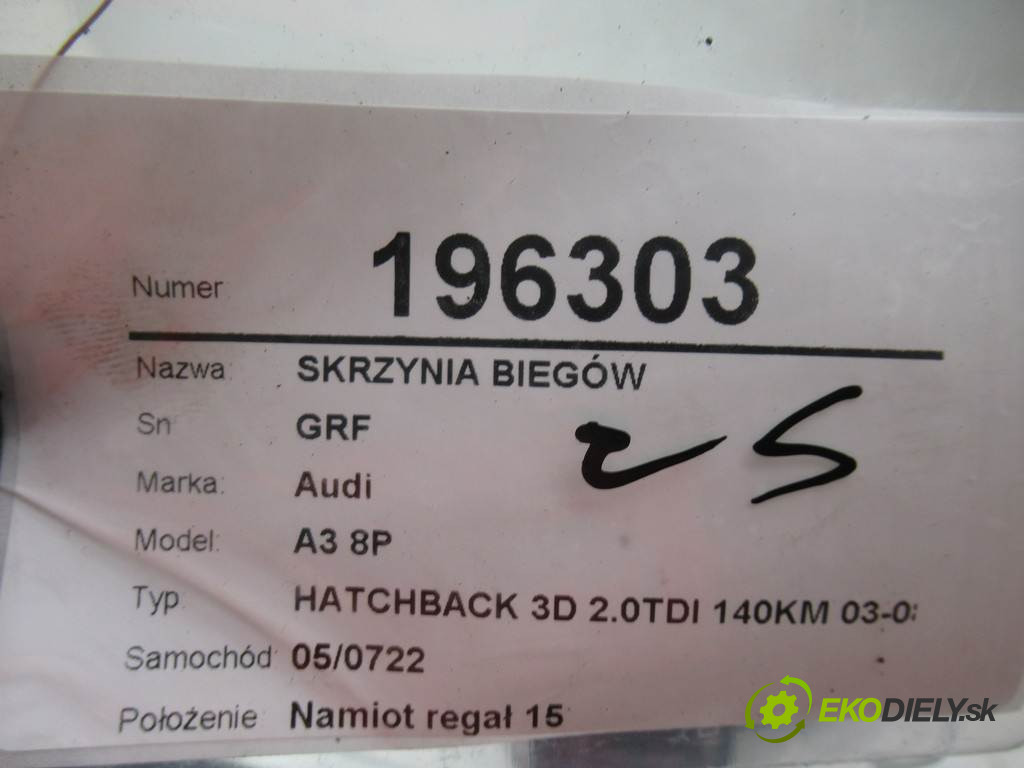 Numer: 196303
Nazwa: SKRZYNIA BIEGÓW
Sn GRF
25
Marka: Audi
Model: A3 8P
Typ HATCHBACK 3D 2.0TDI 140KM 03-0
Samochód 05/0722
Położenie Namiot regał 15
EKODIELY.sk